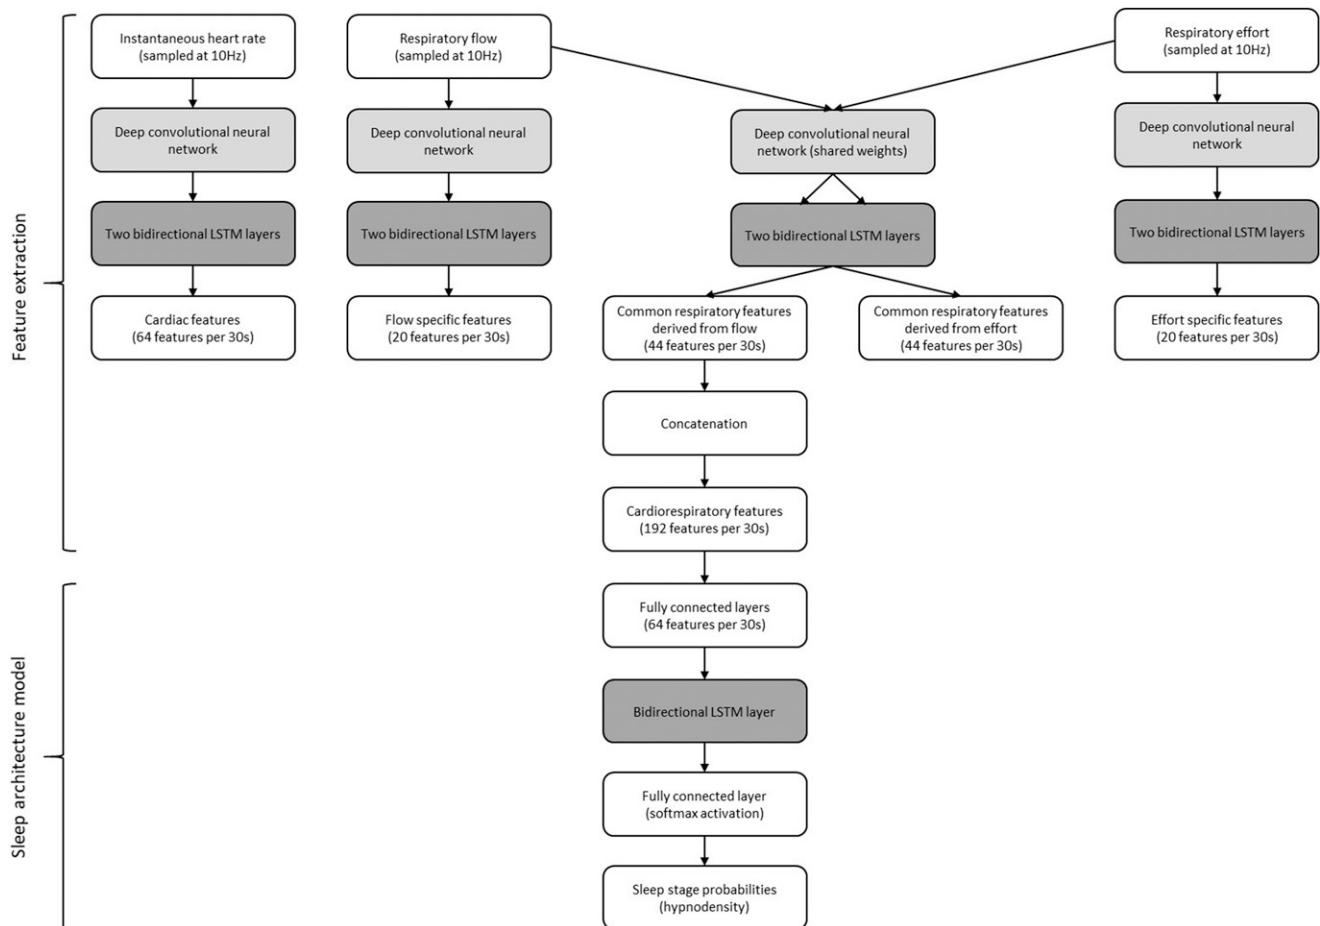 Feature extraction
Instantaneous heart rate
(sampled at 10Hz)
Deep convolutional neural
network
Two bidirectional LSTM layers
Cardiac features
(64 features per 30s)
Respiratory flow
(sampled at 10Hz)
Deep convolutional neural
network
Two bidirectional LSTM layers
Flow specific features
(20 features per 30s)
Deep convolutional neural
network (shared weights)
Two bidirectional LSTM layers
Common respiratory features
derived from flow
(44 features per 30s)
Common respiratory features
derived from effort
(44 features per 30s)
Respiratory effort
(sampled at 10Hz)
Deep convolutional neural
network
Two bidirectional LSTM layers
Effort specific features
(20 features per 30s)
Concatenation
Cardiorespiratory features
(192 features per 30s)
Sleep architecture model
Fully connected layers
(64 features per 30s)
Bidirectional LSTM layer
Fully connected layer
(softmax activation)
Sleep stage probabilities
(hypnodensity)